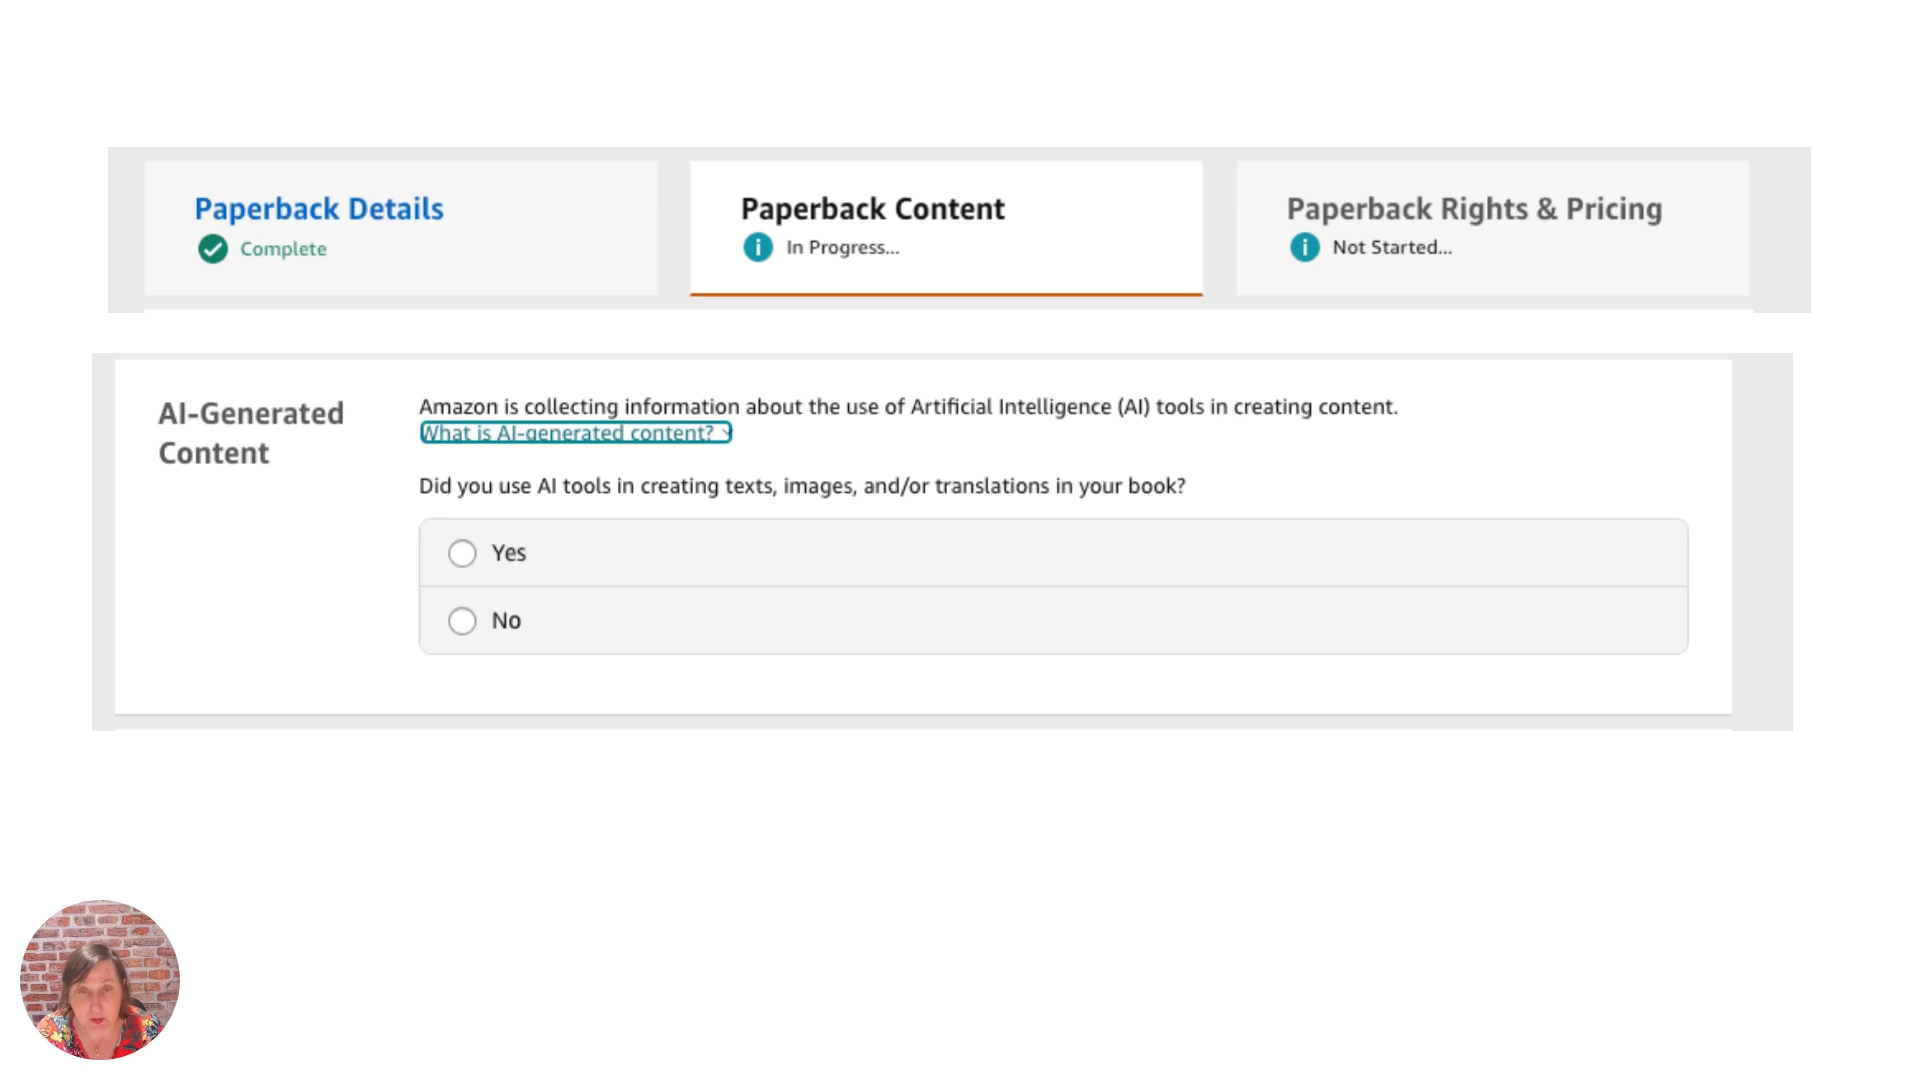 Paperback Details
Complete
Paperback Content
i In Progress...
Paperback Rights & Pricing
i Not Started...
AI-Generated
Content
Amazon is collecting information about the use of Artificial Intelligence (AI) tools in creating content.
What is AI-generated content?
Did you use AI tools in creating texts, images, and/or translations in your book?
Yes
No